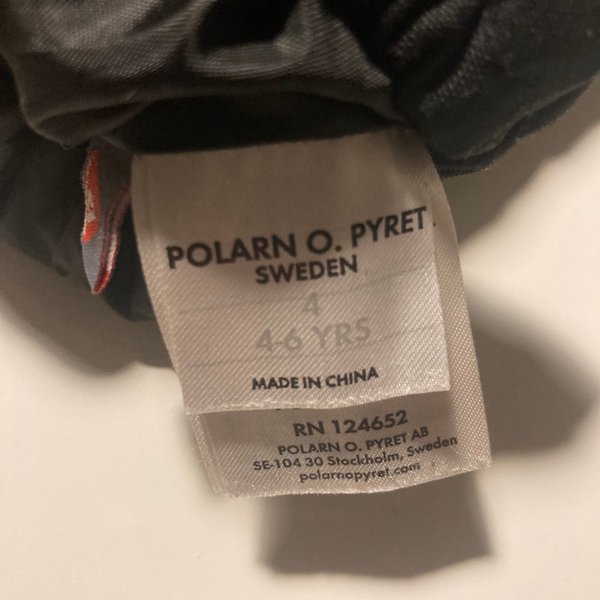 POLARN O. PYRET
SWEDEN
4
4-6 YRS
MADE IN CHINA
RN 124652
POLARN O. PYRET AB
SE-104 30 Stockholm, Sweden
polarnopyret.com